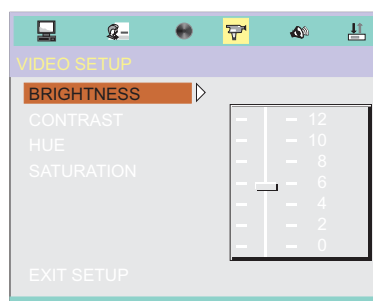 VIDEO SETUP
BRIGHTNESS
CONTRAST
HUE
SATURATION
12
10
8
6
4
2
0
EXIT SETUP